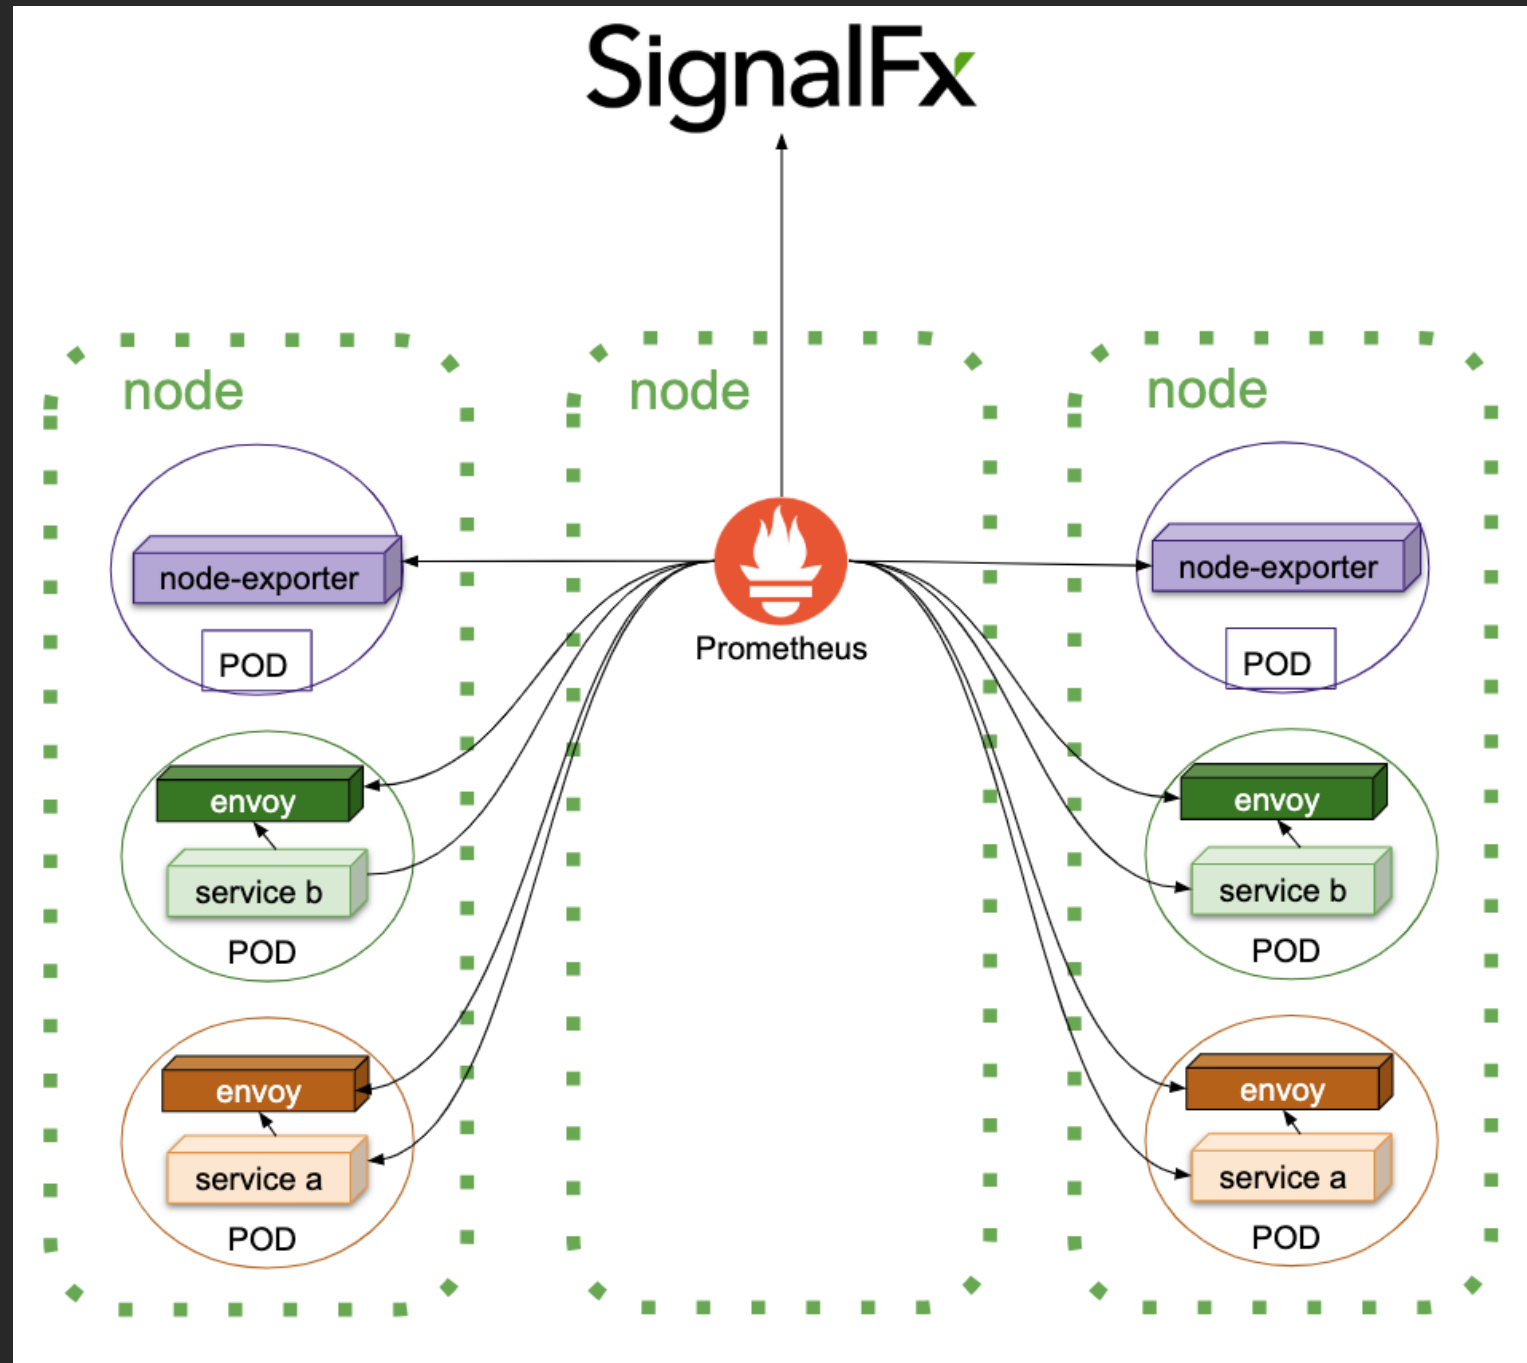 SignalFx
node
node
node
node-exporter
POD
Prometheus
node-exporter
POD
envoy
service b
POD
envoy
service b
POD
envoy
service a
POD
envoy
service a
POD